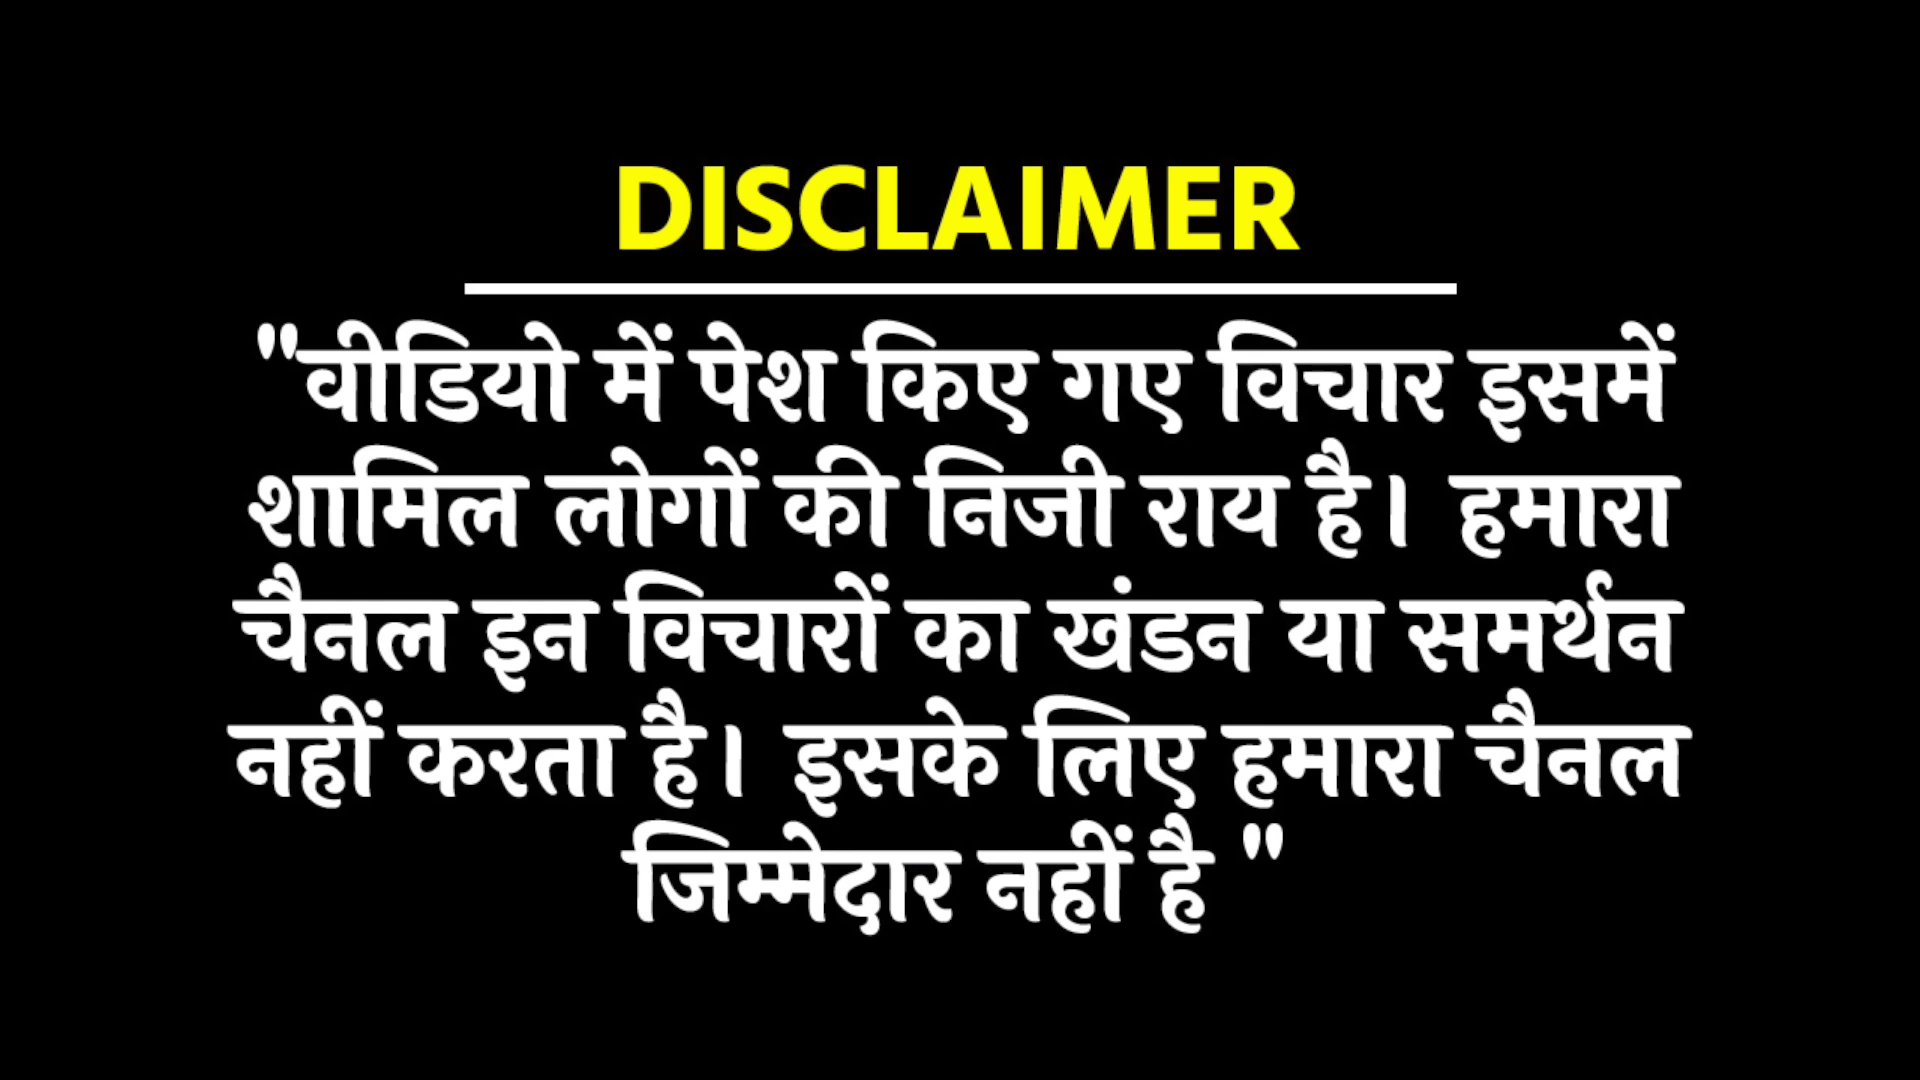 DISCLAIMER
"वीडियो में पेश किए गए विचार इसमें
शामिल लोगों की निजी राय है। हमारा
चैनल इन विचारों का खंडन या समर्थन
नहीं करता है। इसके लिए हमारा चैनल
जिम्मेदार नहीं है "